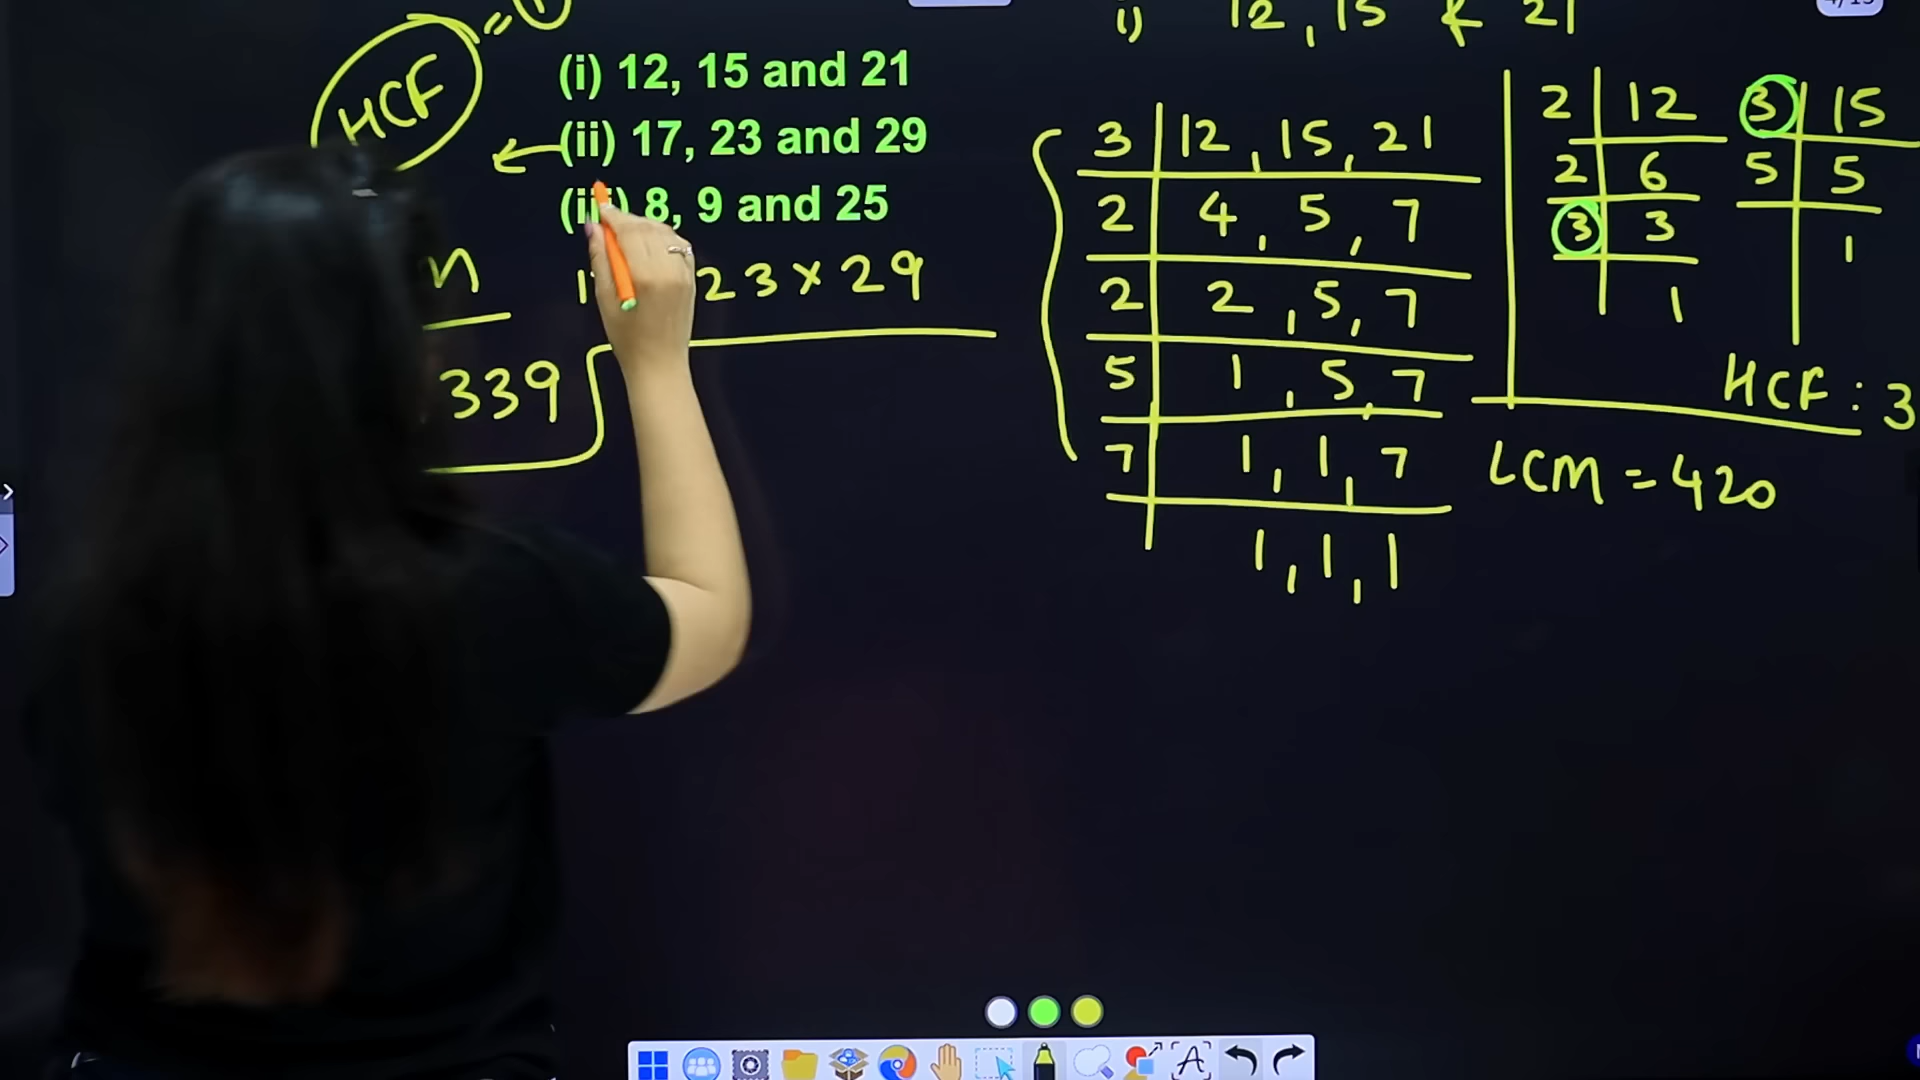 HCF =
(i) 12, 15 and 21
(ii) 17, 23 and 29
(iii) 8, 9 and 25
23 × 29
339
i) 12, 15 & 21
3 | 12, 15, 21
2 | 4, 5, 7
2 | 2, 5, 7
5 | 1, 5, 7
7 | 1, 1, 7
1, 1, 1
2 | 12
2 | 6
3 | 3
1
3 | 15
5 | 5
1
HCF : 3
LCM = 420